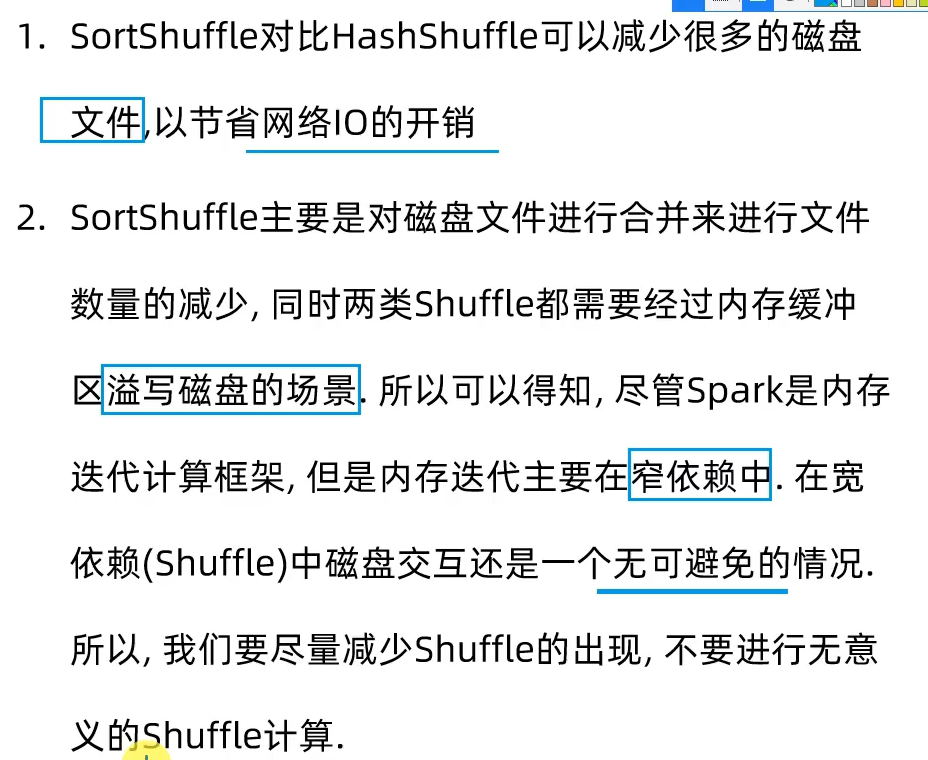 1. SortShuffle对比HashShuffle可以减少很多的磁盘
文件,以节省网络IO的开销
2. SortShuffle主要是对磁盘文件进行合并来进行文件
数量的减少, 同时两类Shuffle都需要经过内存缓冲
区溢写磁盘的场景. 所以可以得知, 尽管Spark是内存
迭代计算框架, 但是内存迭代主要在窄依赖中. 在宽
依赖(Shuffle)中磁盘交互还是一个无可避免的情况.
所以, 我们要尽量减少Shuffle的出现, 不要进行无意
义的Shuffle计算.